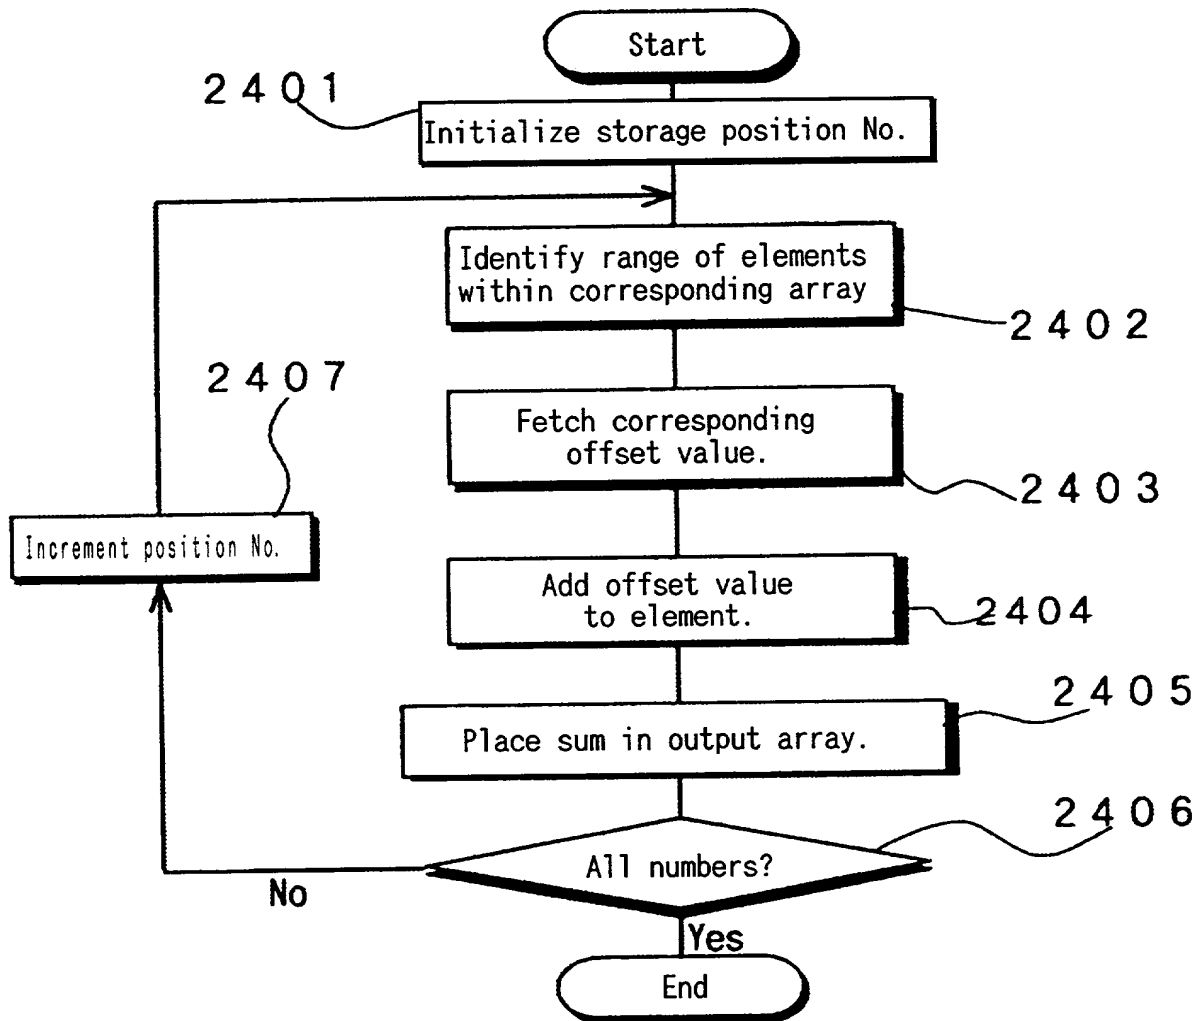 Start
2401
Initialize storage position No.
Identify range of elements
within corresponding array
2402
2407
Fetch corresponding
offset value.
2403
Increment position No.
Add offset value
to element.
2404
2405
Place sum in output array.
2406
All numbers?
No
Yes
End